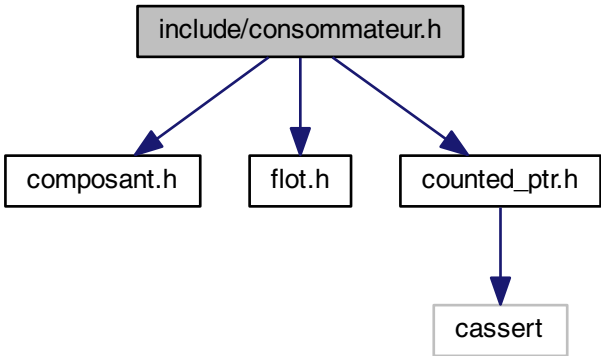 include/consommateur.h
composant.h
flot.h
counted_ptr.h
cassert